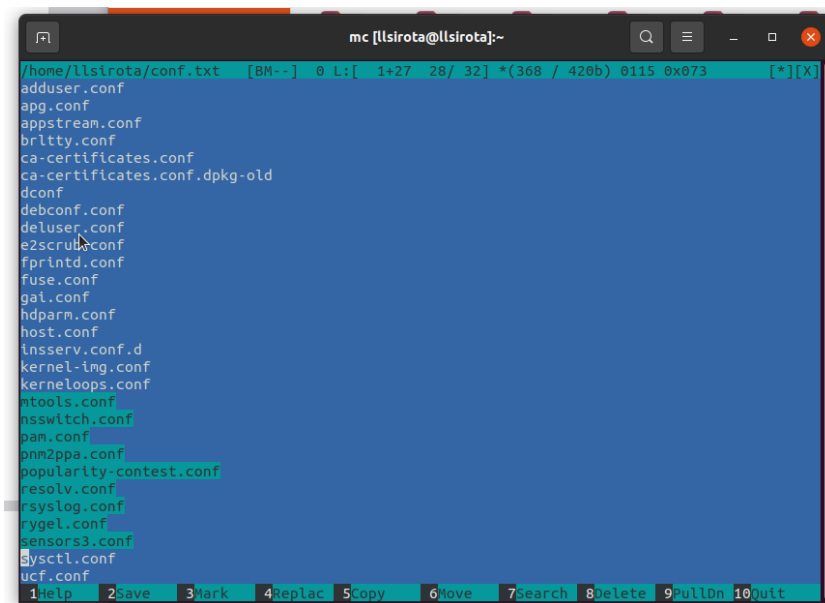 mc [llsirota@llsirota]:~
/home/llsirota/conf.txt [BM--] 0 L:[ 1+27 28/ 32] *(368 / 420b) 0115 0x073 [*][X]
adduser.conf
apg.conf
appstream.conf
brltty.conf
ca-certificates.conf
ca-certificates.conf.dpkg-old
dconf
debconf.conf
deluser.conf
e2scrub.conf
fprintd.conf
fuse.conf
gai.conf
hdparm.conf
host.conf
insserv.conf.d
kernel-img.conf
kerneloops.conf
mtools.conf
nsswitch.conf
pam.conf
pnm2ppa.conf
popularity-contest.conf
resolv.conf
rsyslog.conf
rygel.conf
sensors3.conf
sysctl.conf
ucf.conf
1Help 2Save 3Mark 4Replac 5Copy 6Move 7Search 8Delete 9PullDn 10Quit